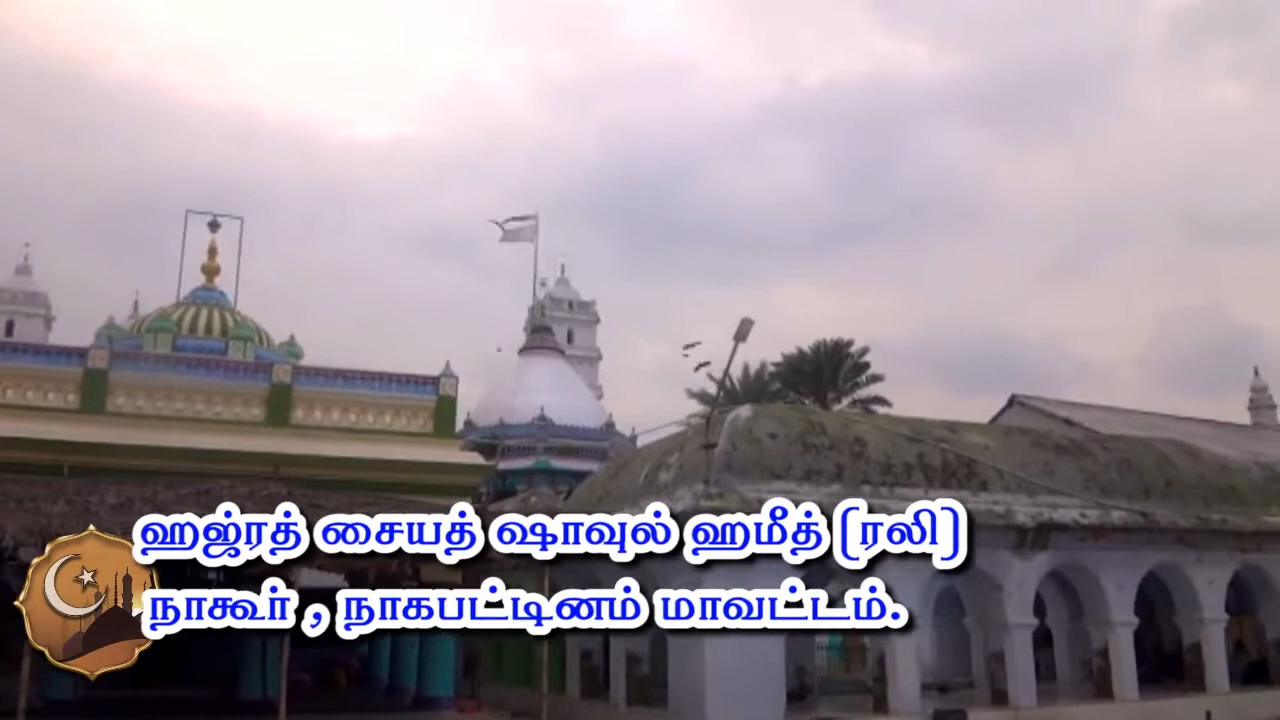 ஹஜ்ரத் சையத் ஷாவுல் ஹமீத் (ரலி)
நாகூர் , நாகபட்டினம் மாவட்டம்.